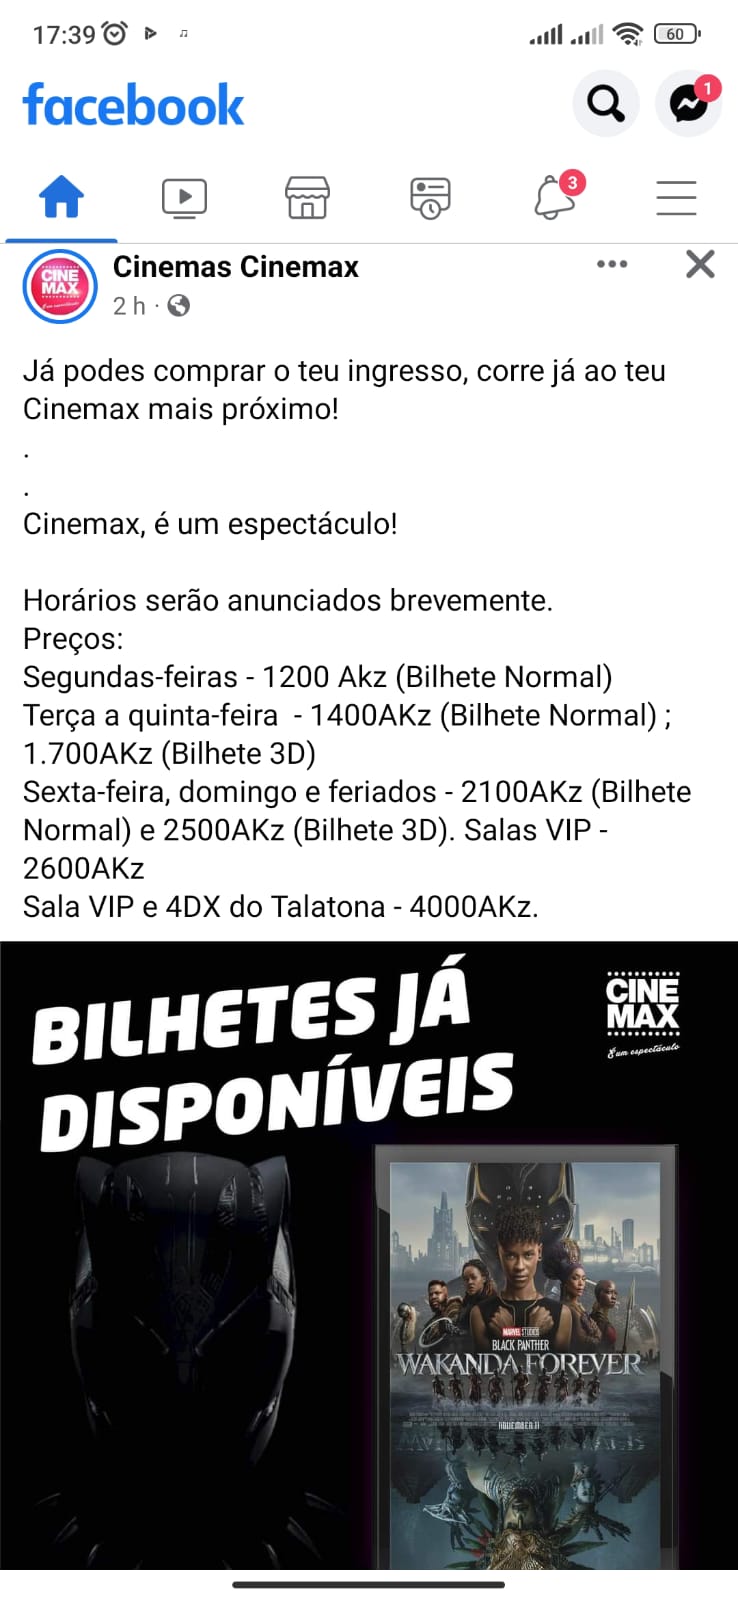 17:39
60
facebook
1
3
CINE
MAX
Cinemas Cinemax
2 h ·
Já podes comprar o teu ingresso, corre já ao teu
Cinemax mais próximo!
.
.
Cinemax, é um espectáculo!
Horários serão anunciados brevemente.
Preços:
Segundas-feiras - 1200 Akz (Bilhete Normal)
Terça a quinta-feira  - 1400AKz (Bilhete Normal) ;
1.700AKz (Bilhete 3D)
Sexta-feira, domingo e feriados - 2100AKz (Bilhete
Normal) e 2500AKz (Bilhete 3D). Salas VIP -
2600AKz
Sala VIP e 4DX do Talatona - 4000AKz.
BILHETES JÁ
DISPONÍVEIS
CINE
MAX
É um espectáculo
MARVEL STUDIOS
BLACK PANTHER
WAKANDA FOREVER
NOVEMBER 11